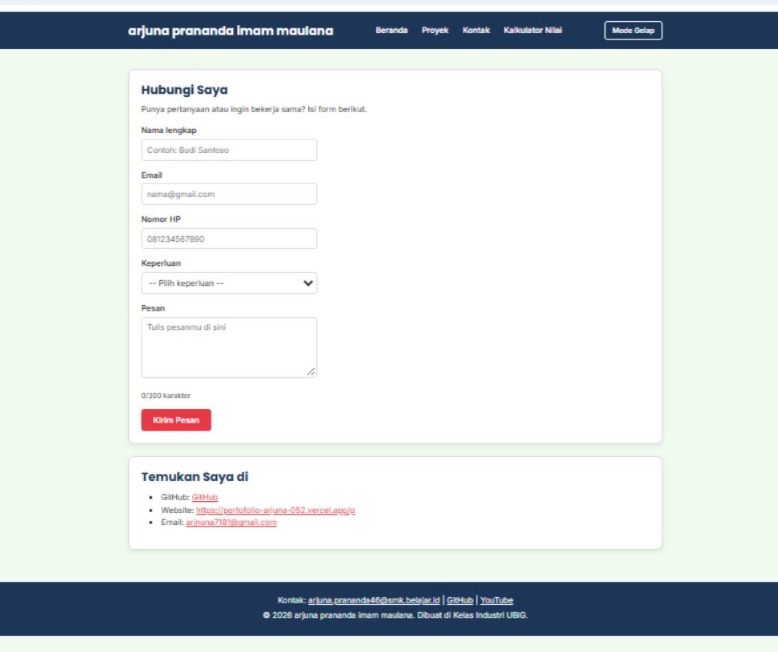 arjuna prananda imam maulana
Beranda Proyek Kontak Kalkulator Nilai
Mode Gelap
Hubungi Saya
Punya pertanyaan atau ingin bekerja sama? Isi form berikut.
Nama lengkap
Contoh: Budi Santoso
Email
nama@gmail.com
Nomor HP
081234567890
Keperluan
-- Pilih keperluan --
Pesan
Tulis pesanmu di sini
0/300 karakter
Kirim Pesan
Temukan Saya di
GitHub: GitHub
Website: https://portofolio-arjuna-052.vercel.app/p
Email: arjnuna7181@gmail.com
Kontak: arjuna.prananda46@smk.belajar.id | GitHub | YouTube
© 2026 arjuna prananda imam maulana. Dibuat di Kelas Industri UBIG.